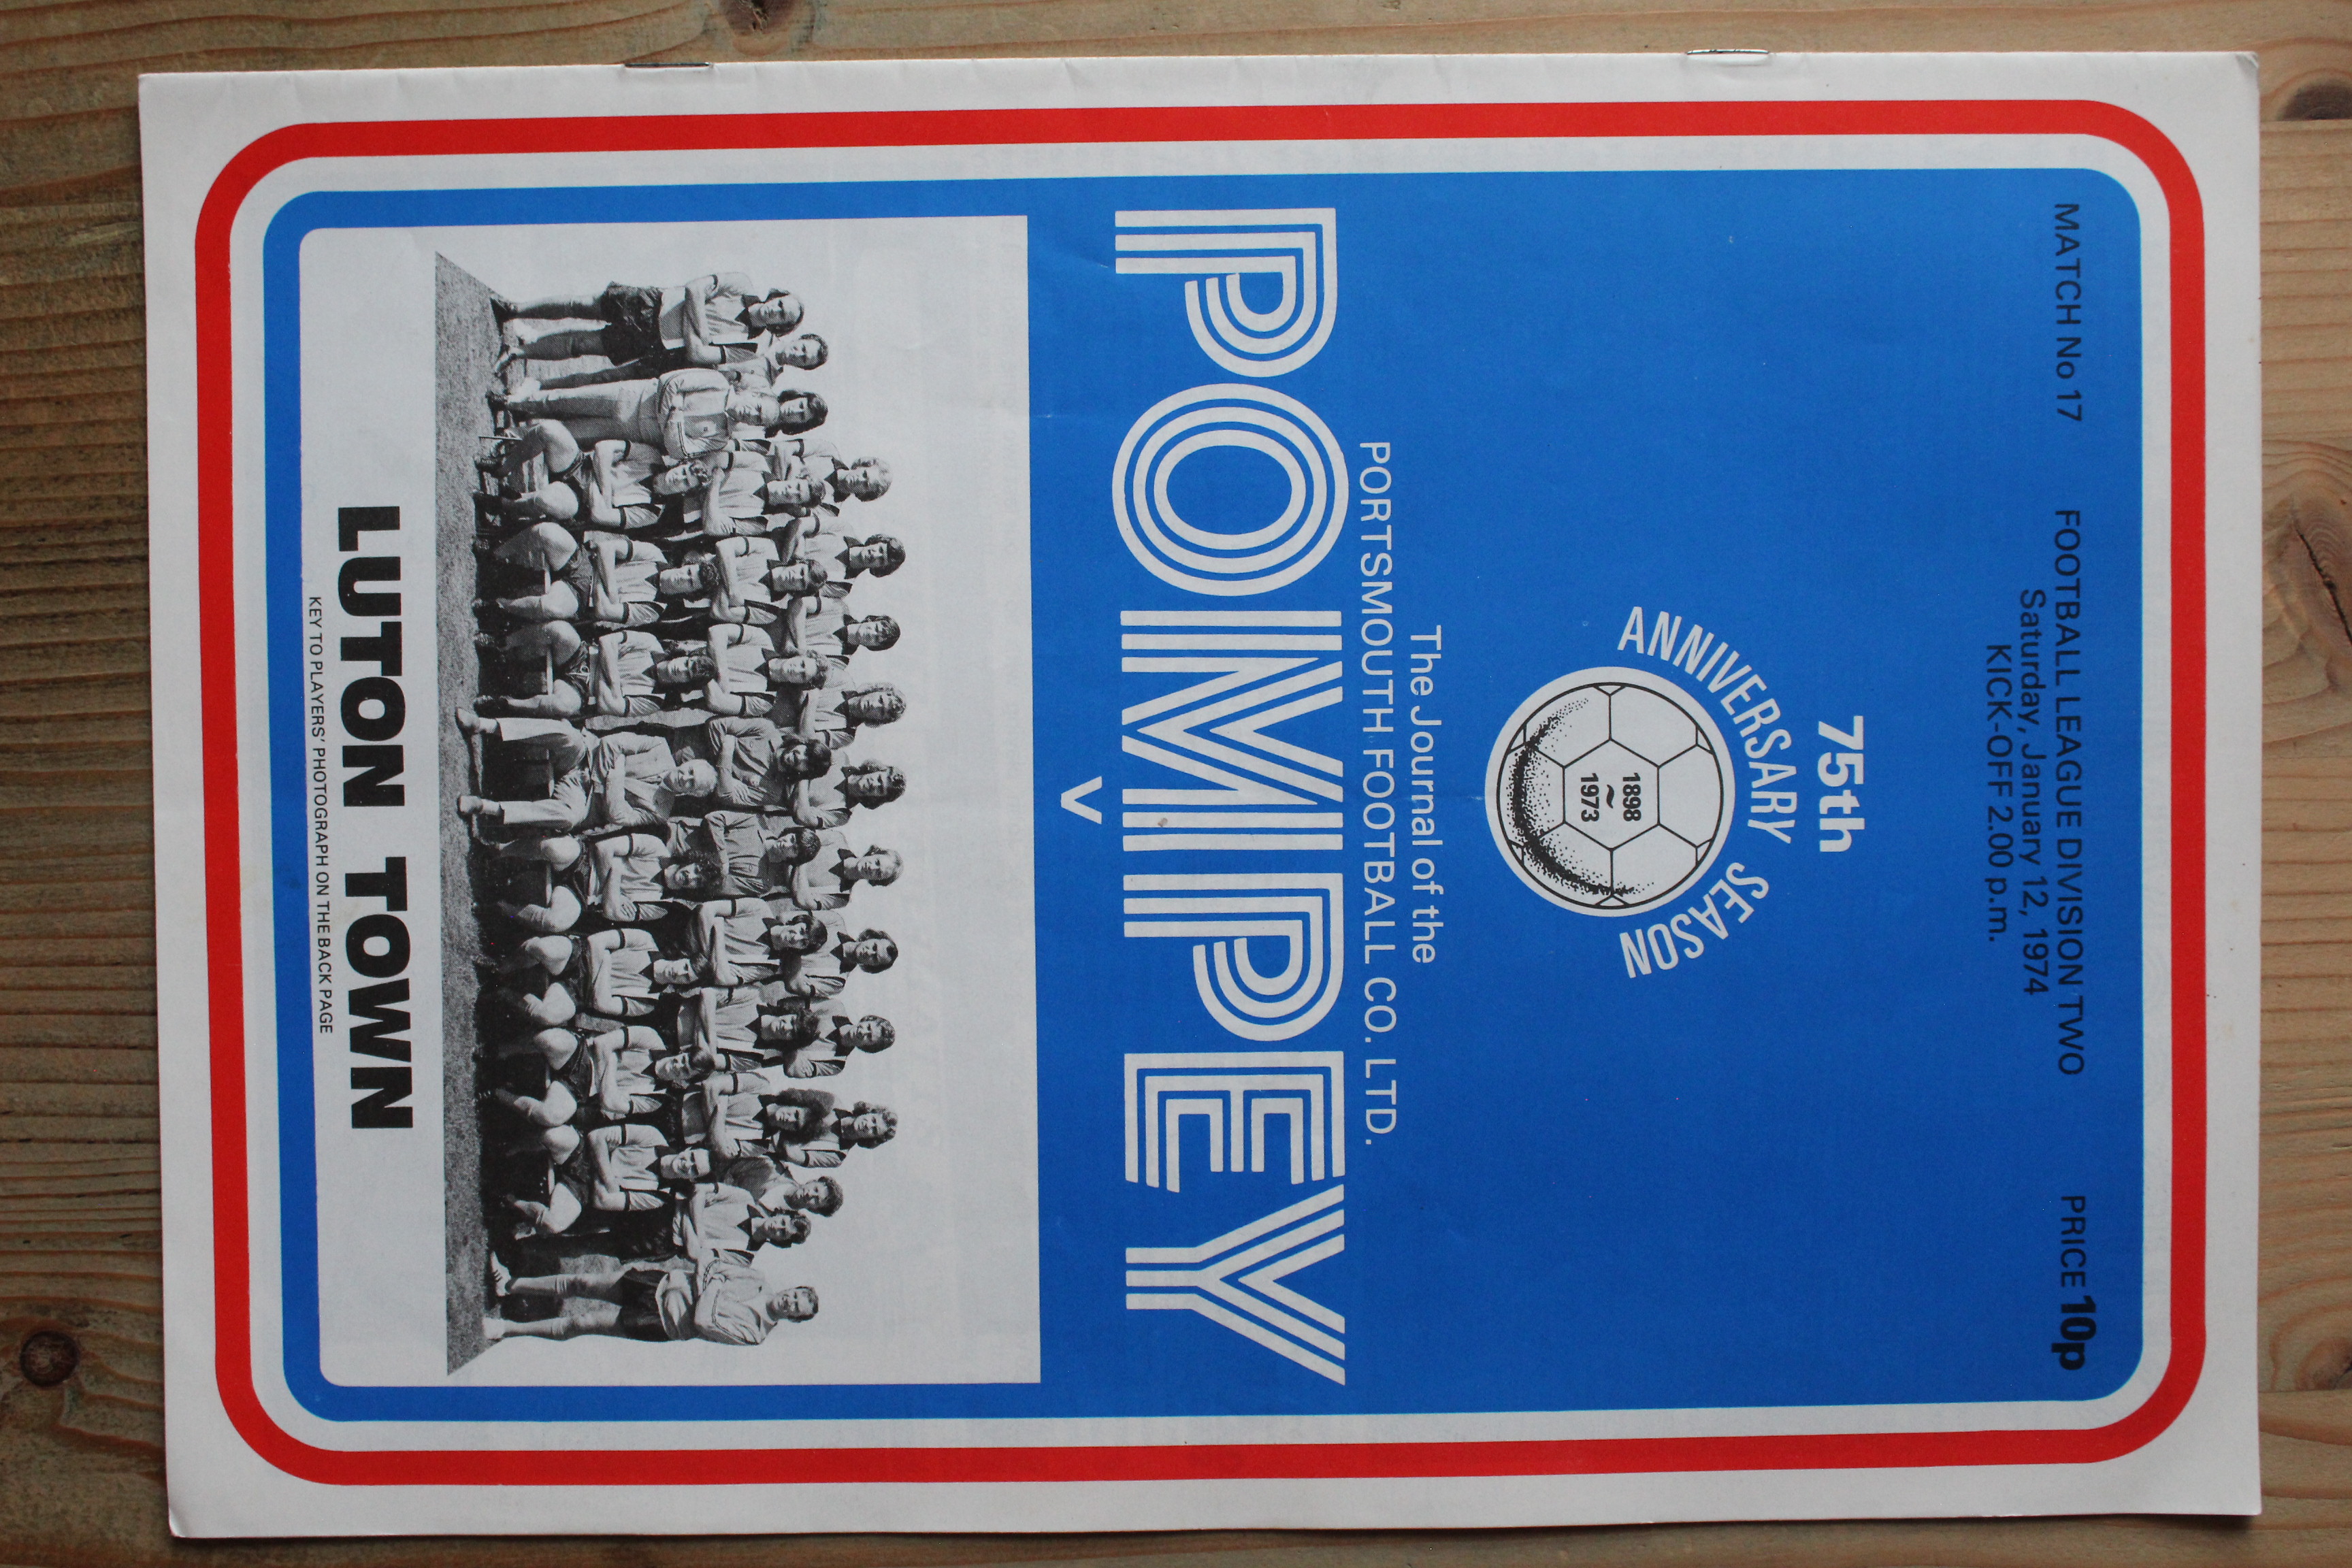 MATCH No 17 FOOTBALL LEAGUE DIVISION TWO PRICE 10p
Saturday, January 12, 1974
KICK-OFF 2.00 p.m.
75th
ANNIVERSARY SEASON
1898
~
1973
The Journal of the
PORTSMOUTH FOOTBALL CO. LTD.
POMPEY
v
LUTON TOWN
KEY TO PLAYERS' PHOTOGRAPH ON THE BACK PAGE